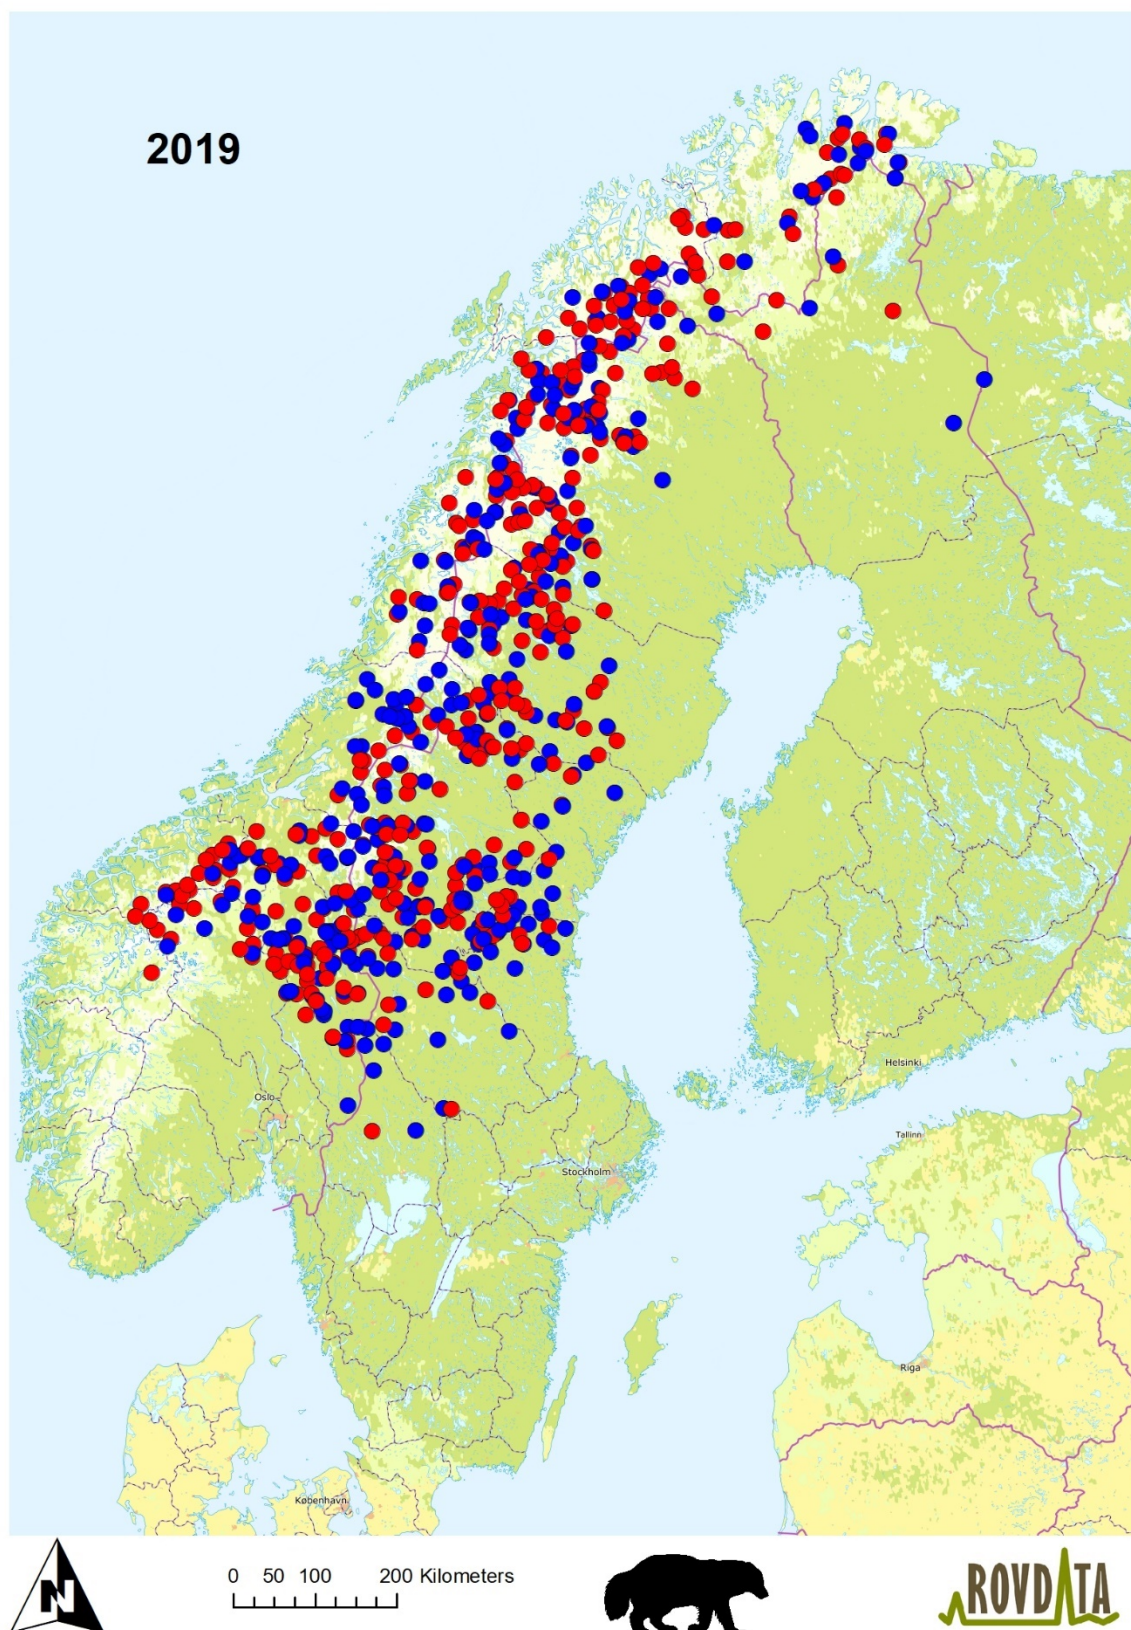 2019
Helsinki
Oslo
Tallinn
Stockholm
Riga
København
N
0 50 100 200 Kilometers
ROVDATA